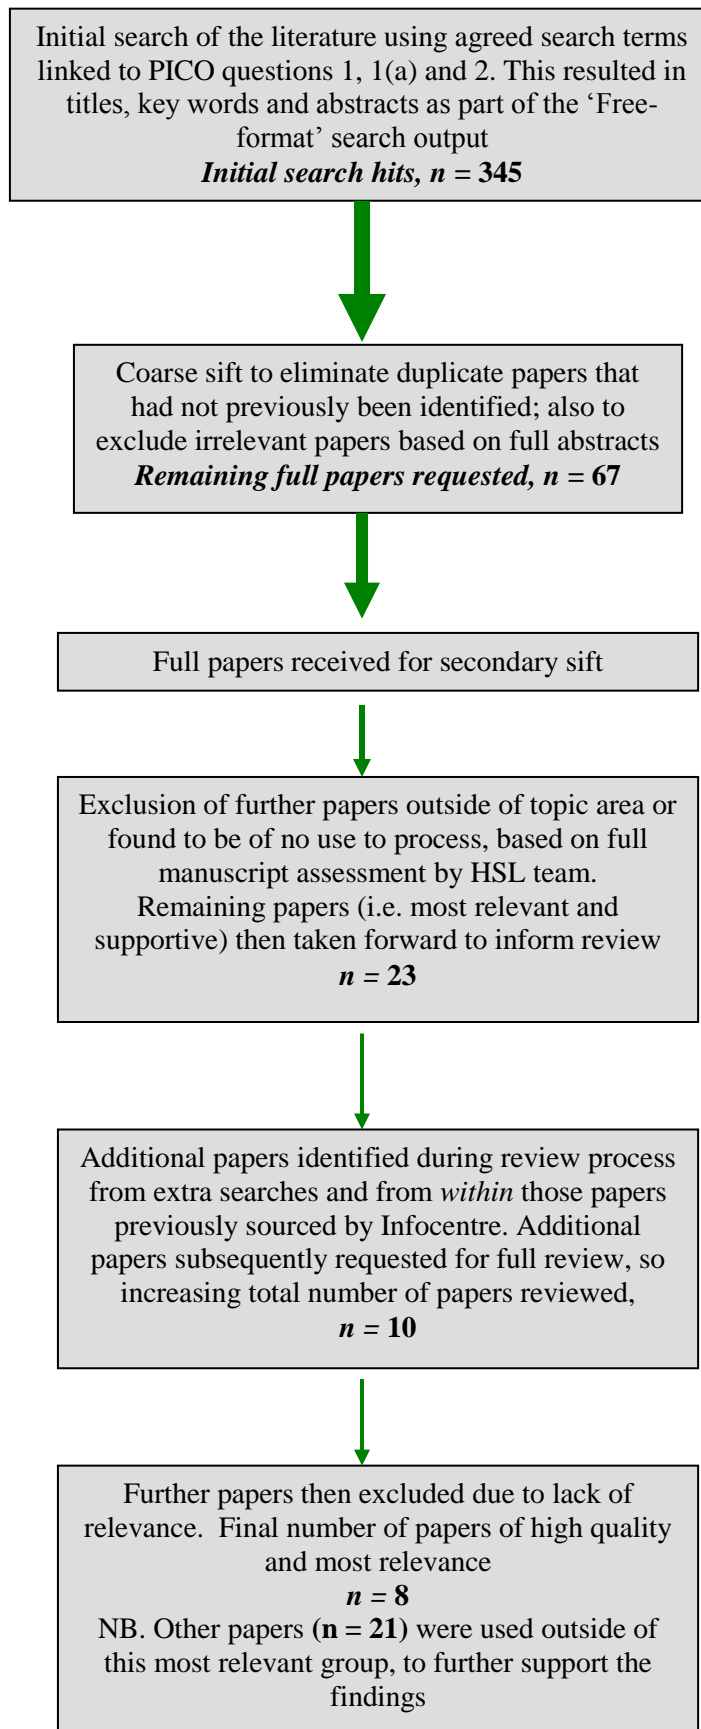 Initial search of the literature using agreed search terms
linked to PICO questions 1, 1(a) and 2. This resulted in
titles, key words and abstracts as part of the ‘Free-
format’ search output
Initial search hits, n = 345
Coarse sift to eliminate duplicate papers that
had not previously been identified; also to
exclude irrelevant papers based on full abstracts
Remaining full papers requested, n = 67
Full papers received for secondary sift
Exclusion of further papers outside of topic area or
found to be of no use to process, based on full
manuscript assessment by HSL team.
Remaining papers (i.e. most relevant and
supportive) then taken forward to inform review
n = 23
Additional papers identified during review process
from extra searches and from within those papers
previously sourced by Infocentre. Additional
papers subsequently requested for full review, so
increasing total number of papers reviewed,
n = 10
Further papers then excluded due to lack of
relevance.  Final number of papers of high quality
and most relevance
n = 8
NB. Other papers (n = 21) were used outside of
this most relevant group, to further support the
findings